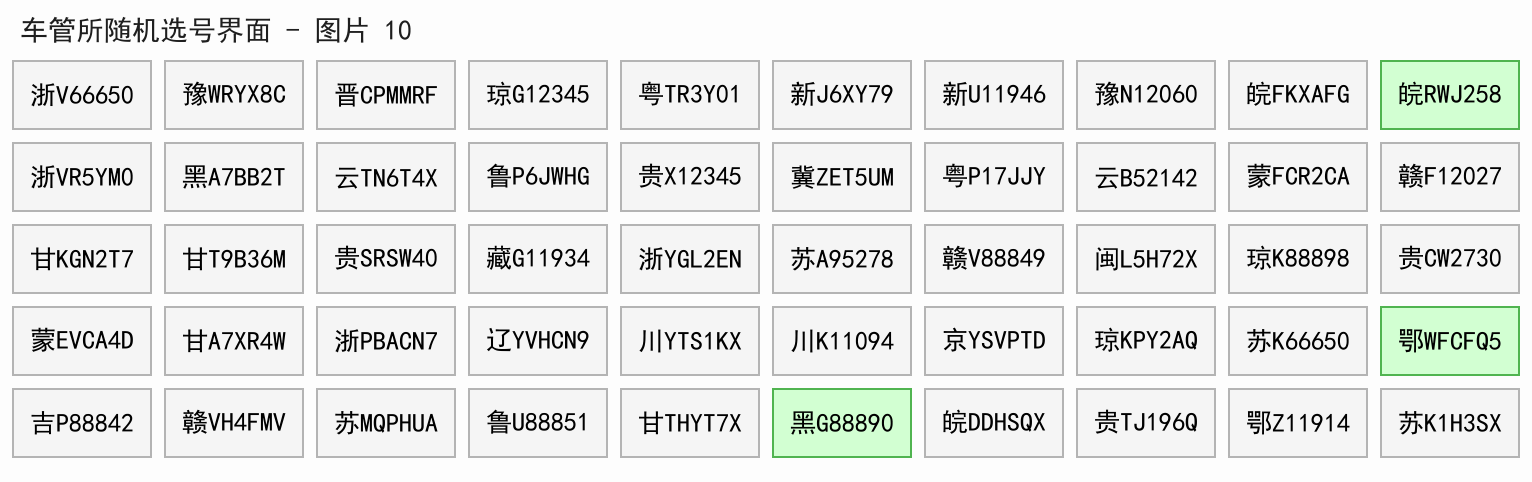 车管所随机选号界面 - 图片 10
浙V66650 豫WRYX8C 晋CPMMRF 琼G12345 粤TR3Y01 新J6XY79 新U11946 豫N12060 皖FKXAFG 皖RWJ258
浙VR5YM0 黑A7BB2T 云TN6T4X 鲁P6JWHG 贵X12345 冀ZET5UM 粤P17JJY 云B52142 蒙FCR2CA 赣F12027
甘KGN2T7 甘T9B36M 贵SRSW40 藏G11934 浙YGL2EN 苏A95278 赣V88849 闽L5H72X 琼K88898 贵CW2730
蒙EVCA4D 甘A7XR4W 浙PBACN7 辽YVHCN9 川YTS1KX 川K11094 京YSVPTD 琼KPY2AQ 苏K66650 鄂WFCFQ5
吉P88842 赣VH4FMV 苏MQPHUA 鲁U88851 甘THYT7X 黑G88890 皖DDHSQX 贵TJ196Q 鄂Z11914 苏K1H3SX